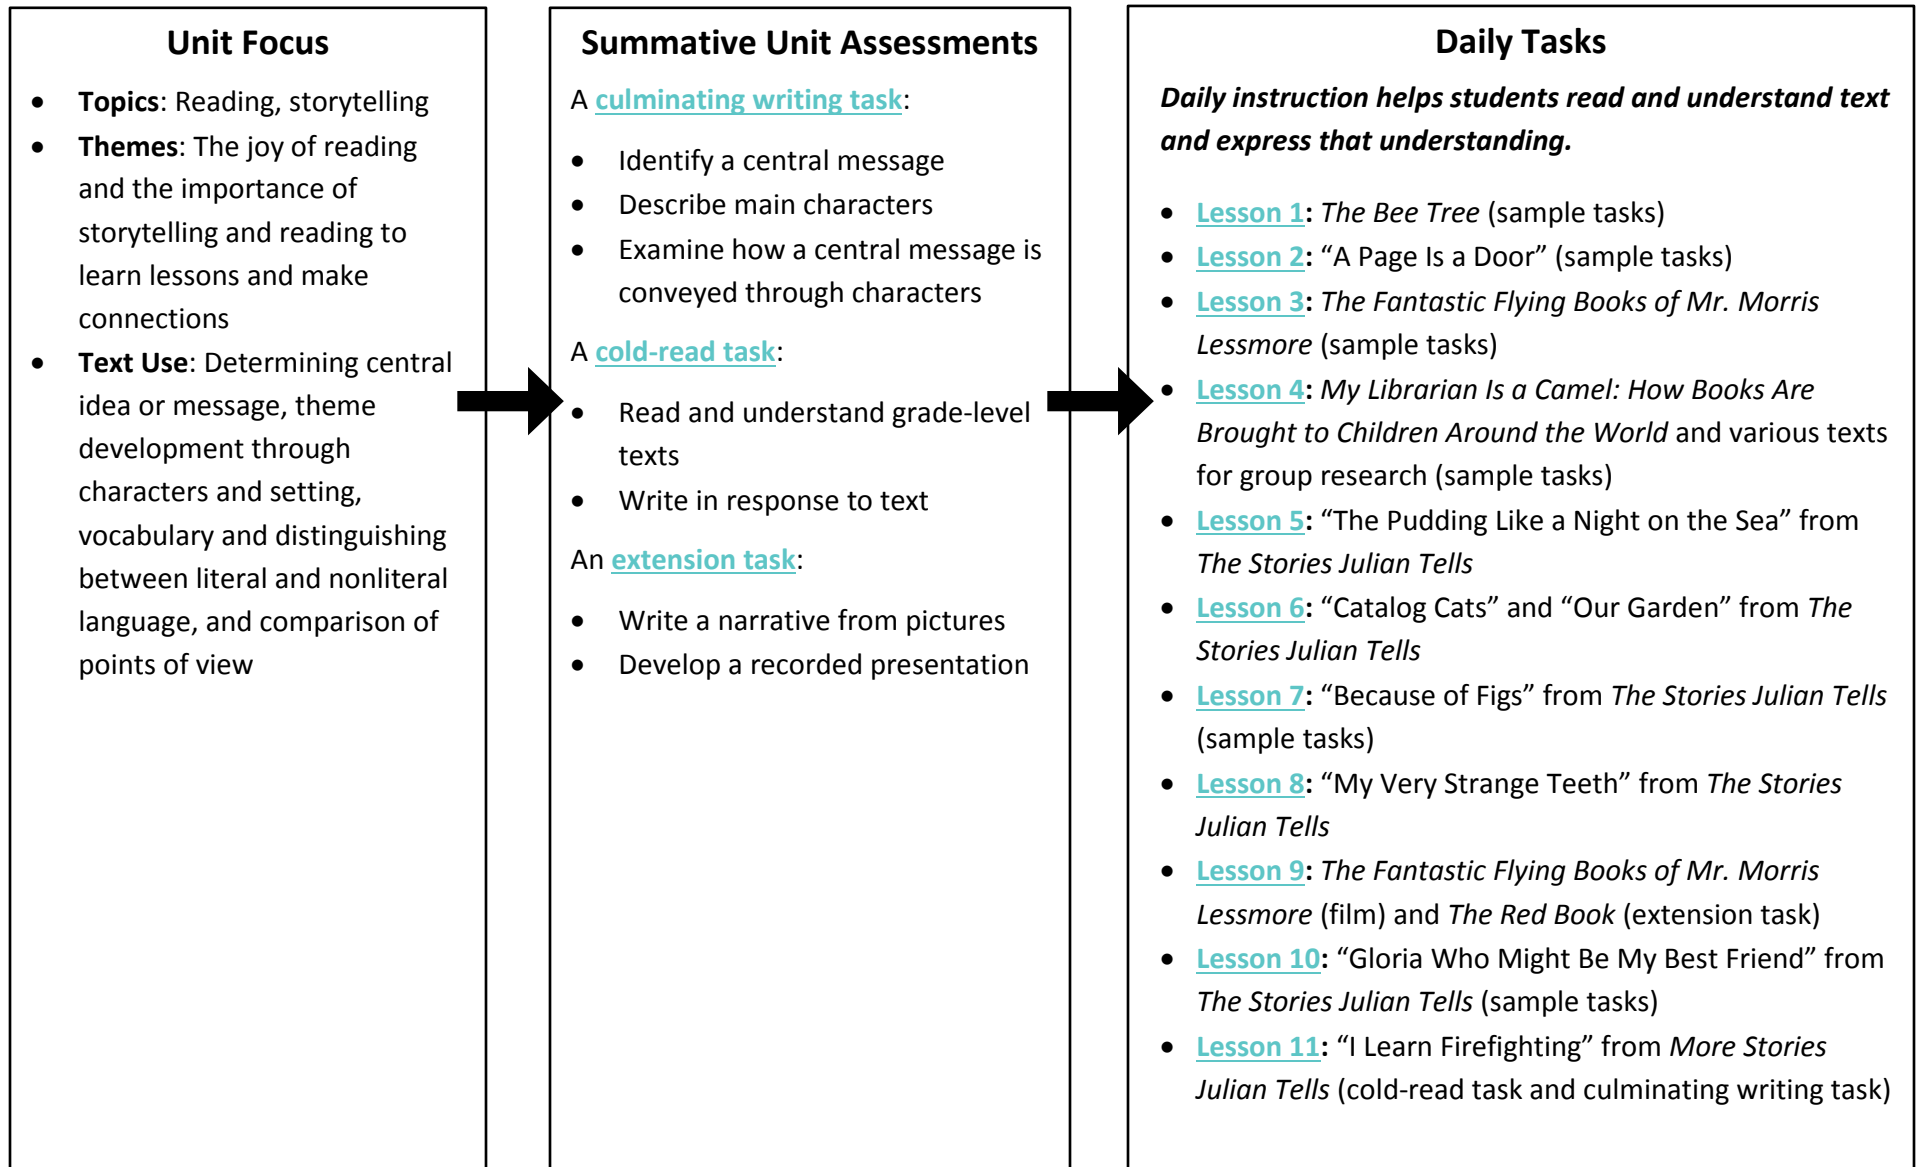 Unit Focus
• Topics: Reading, storytelling
• Themes: The joy of reading
and the importance of
storytelling and reading to
learn lessons and make
connections
• Text Use: Determining central
idea or message, theme
development through
characters and setting,
vocabulary and distinguishing
between literal and nonliteral
language, and comparison of
points of view
Summative Unit Assessments
A culminating writing task:
• Identify a central message
• Describe main characters
• Examine how a central message is
conveyed through characters
A cold-read task:
• Read and understand grade-level
texts
• Write in response to text
An extension task:
• Write a narrative from pictures
• Develop a recorded presentation
Daily Tasks
Daily instruction helps students read and understand text
and express that understanding.
• Lesson 1: The Bee Tree (sample tasks)
• Lesson 2: “A Page Is a Door” (sample tasks)
• Lesson 3: The Fantastic Flying Books of Mr. Morris
Lessmore (sample tasks)
• Lesson 4: My Librarian Is a Camel: How Books Are
Brought to Children Around the World and various texts
for group research (sample tasks)
• Lesson 5: “The Pudding Like a Night on the Sea” from
The Stories Julian Tells
• Lesson 6: “Catalog Cats” and “Our Garden” from The
Stories Julian Tells
• Lesson 7: “Because of Figs” from The Stories Julian Tells
(sample tasks)
• Lesson 8: “My Very Strange Teeth” from The Stories
Julian Tells
• Lesson 9: The Fantastic Flying Books of Mr. Morris
Lessmore (film) and The Red Book (extension task)
• Lesson 10: “Gloria Who Might Be My Best Friend” from
The Stories Julian Tells (sample tasks)
• Lesson 11: “I Learn Firefighting” from More Stories
Julian Tells (cold-read task and culminating writing task)